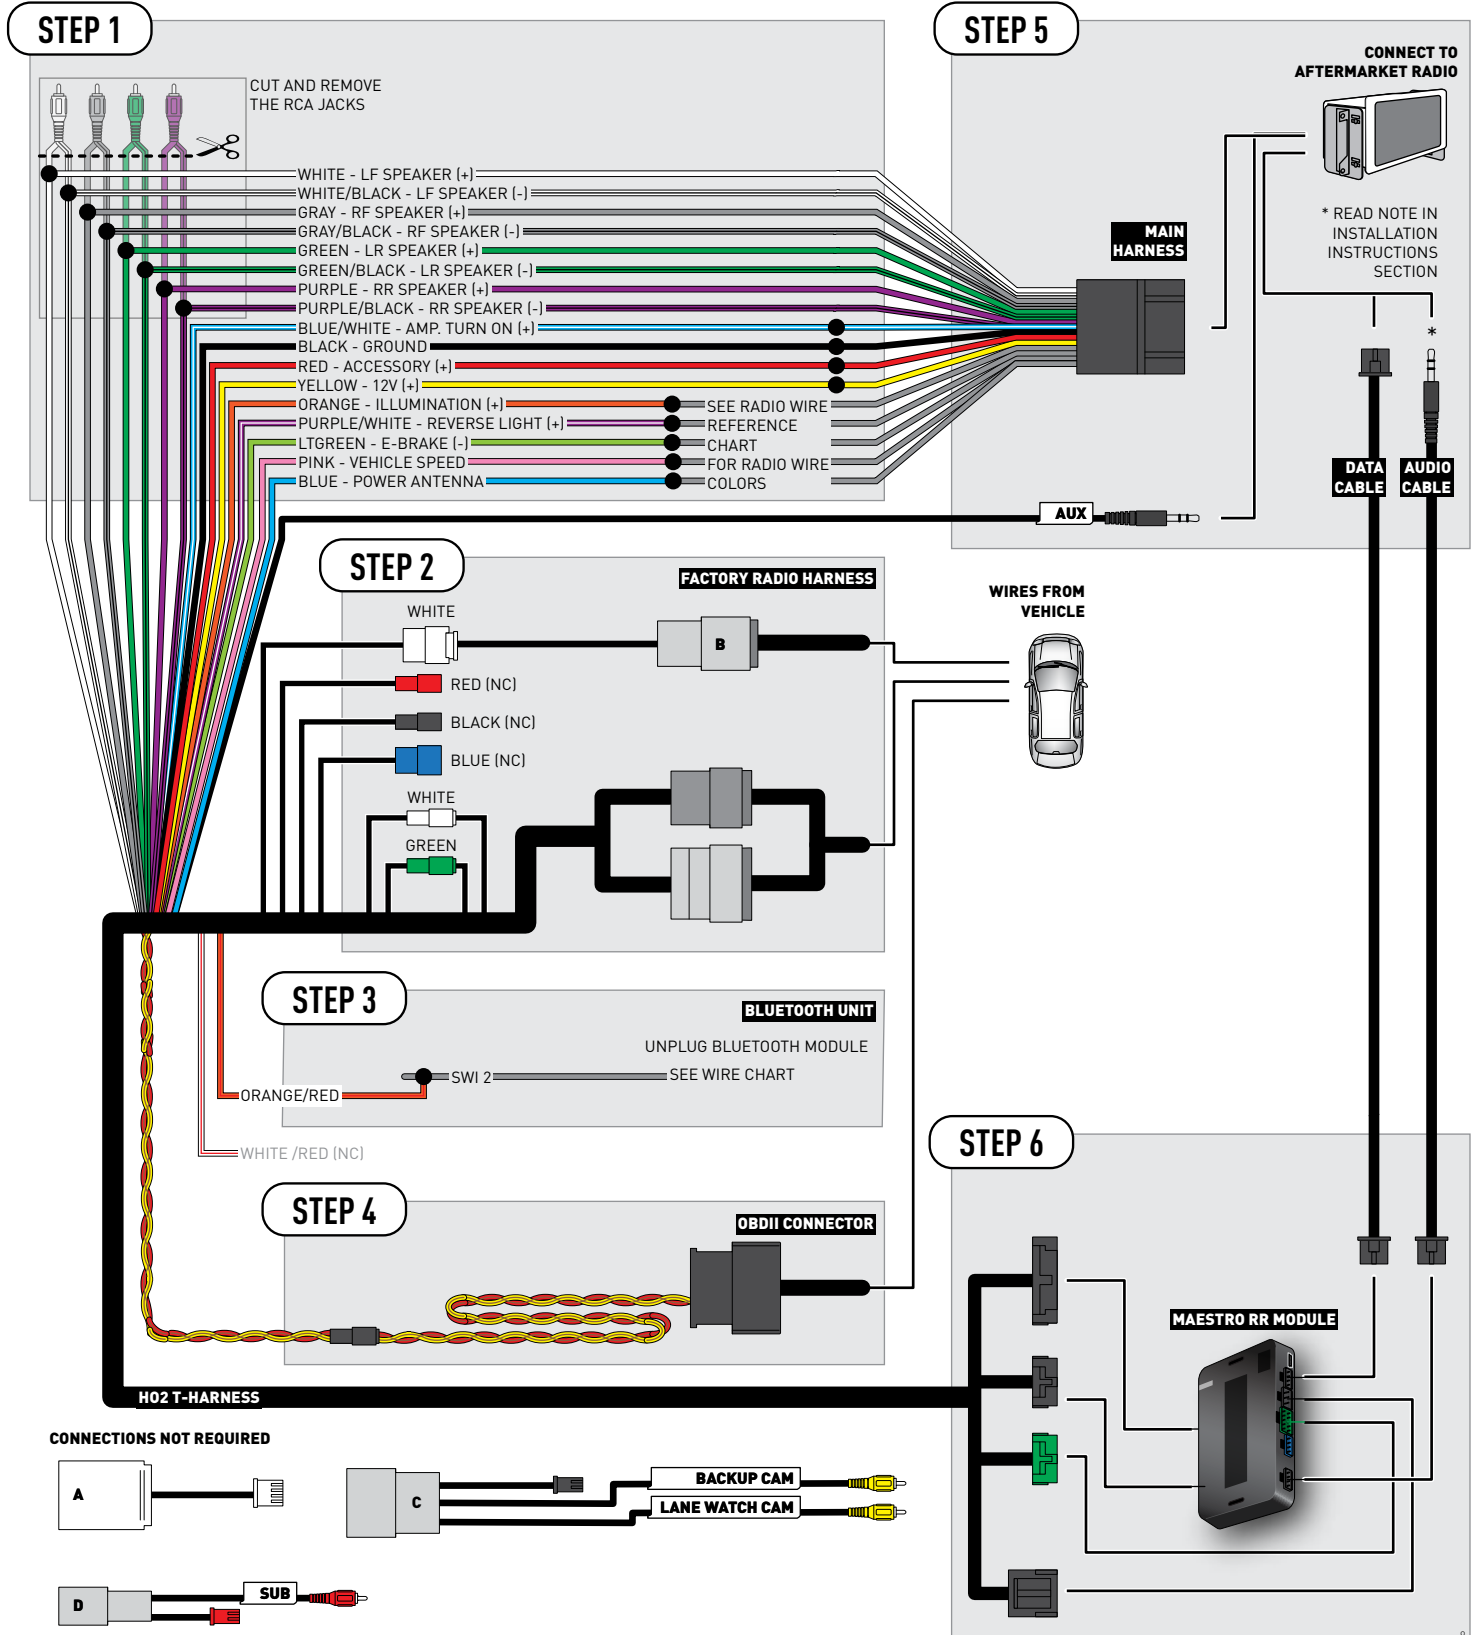 STEP 1
CUT AND REMOVE
THE RCA JACKS
WHITE - LF SPEAKER (+)
WHITE/BLACK - LF SPEAKER (-)
GRAY - RF SPEAKER (+)
GRAY/BLACK - RF SPEAKER (-)
GREEN - LR SPEAKER (+)
GREEN/BLACK - LR SPEAKER (-)
PURPLE - RR SPEAKER (+)
PURPLE/BLACK - RR SPEAKER (-)
BLUE/WHITE - AMP. TURN ON (+)
BLACK - GROUND
RED - ACCESSORY (+)
YELLOW - 12V (+)
ORANGE - ILLUMINATION (+)
PURPLE/WHITE - REVERSE LIGHT (+)
LTGREEN - E-BRAKE (-)
PINK - VEHICLE SPEED
BLUE - POWER ANTENNA
SEE RADIO WIRE
REFERENCE
CHART
FOR RADIO WIRE
COLORS
STEP 5
CONNECT TO
AFTERMARKET RADIO
* READ NOTE IN
INSTALLATION
INSTRUCTIONS
SECTION
MAIN
HARNESS
*
DATA
CABLE
AUDIO
CABLE
AUX
STEP 2
FACTORY RADIO HARNESS
WHITE
B
RED (NC)
BLACK (NC)
BLUE (NC)
WHITE
GREEN
WIRES FROM
VEHICLE
STEP 3
BLUETOOTH UNIT
UNPLUG BLUETOOTH MODULE
SWI 2
SEE WIRE CHART
ORANGE/RED
WHITE /RED (NC)
STEP 4
OBDII CONNECTOR
STEP 6
MAESTRO RR MODULE
HO2 T-HARNESS
CONNECTIONS NOT REQUIRED
A
C
BACKUP CAM
LANE WATCH CAM
D
SUB